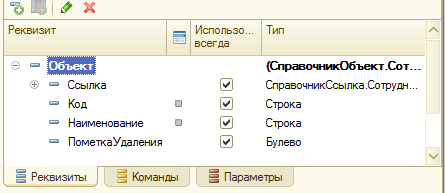 Реквизит Использо... всегда Тип
Объект (СправочникОбъект.Сот...
Ссылка СправочникСсылка.Сотрудн...
Код Строка
Наименование Строка
ПометкаУдаления Булево
Реквизиты Команды Параметры